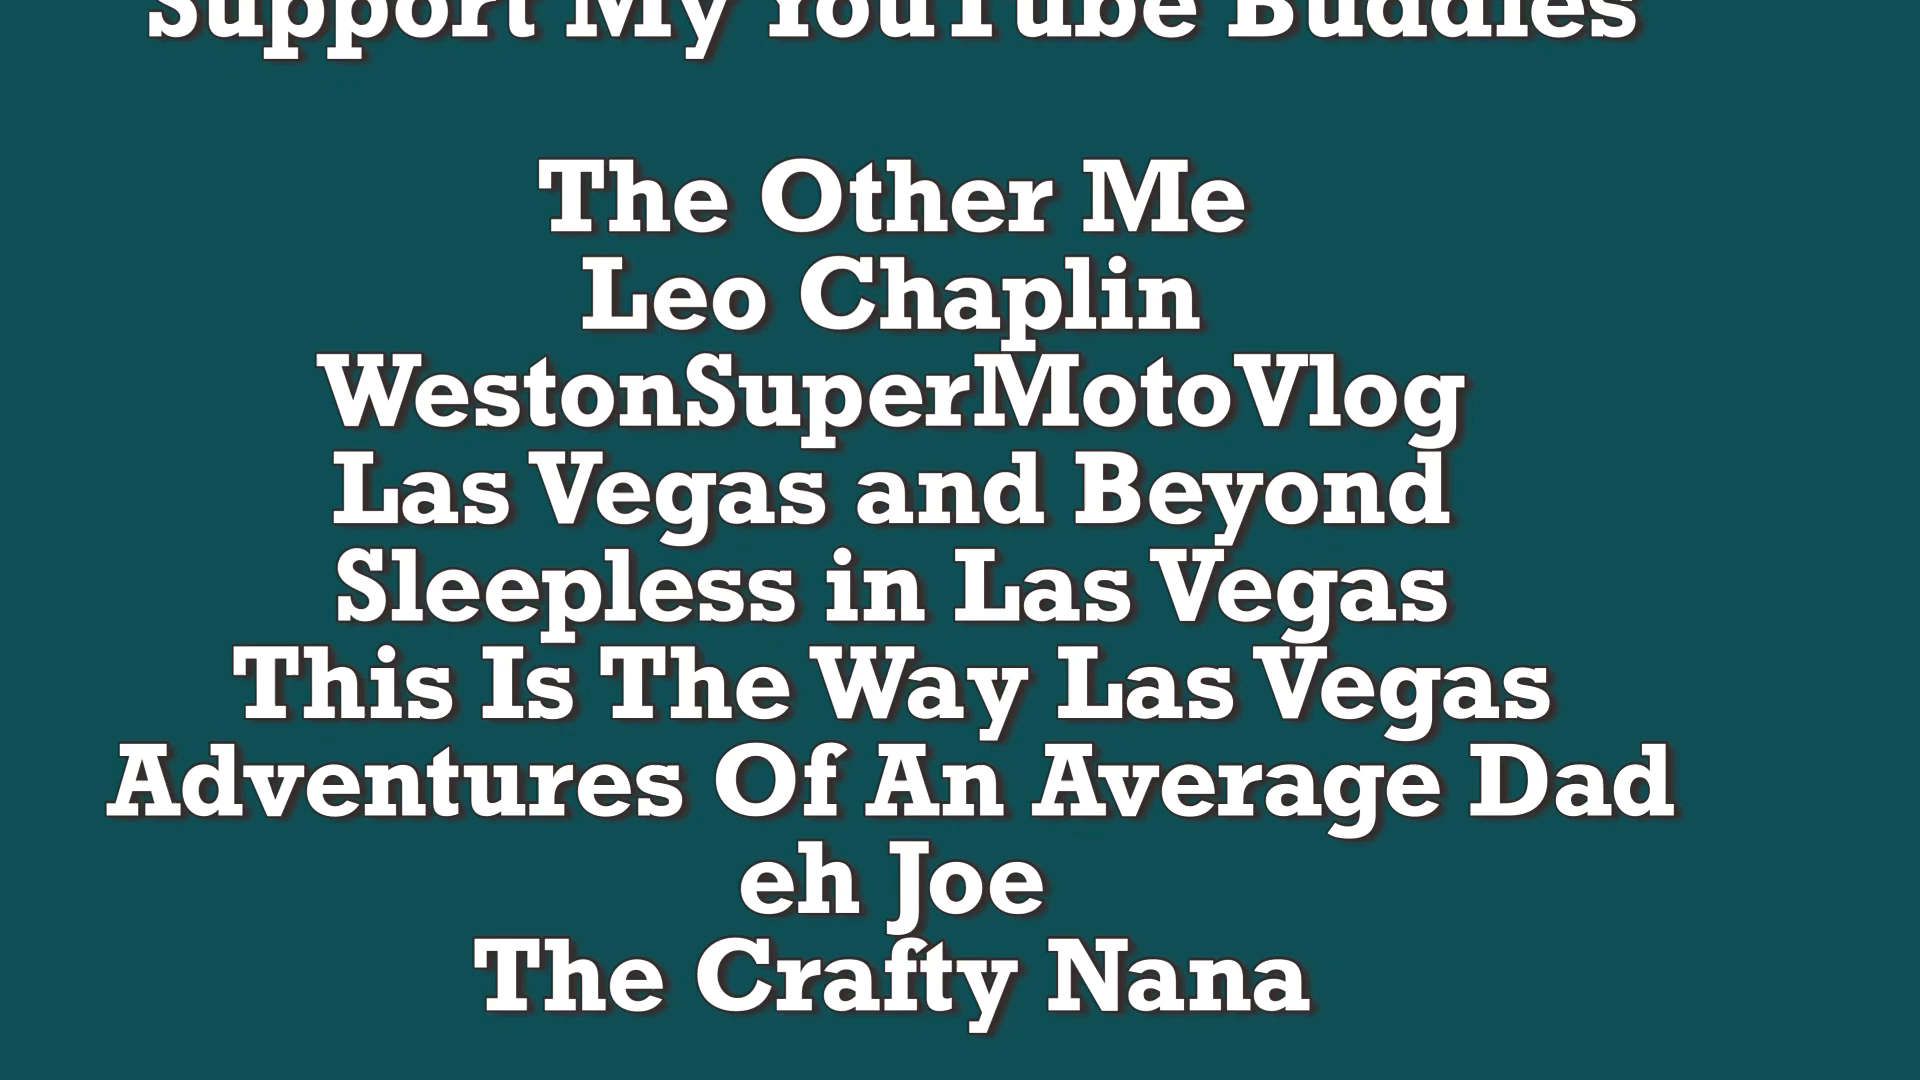 Support My YouTube Buddies
The Other Me
Leo Chaplin
WestonSuperMotoVlog
Las Vegas and Beyond
Sleepless in Las Vegas
This Is The Way Las Vegas
Adventures Of An Average Dad
eh Joe
The Crafty Nana